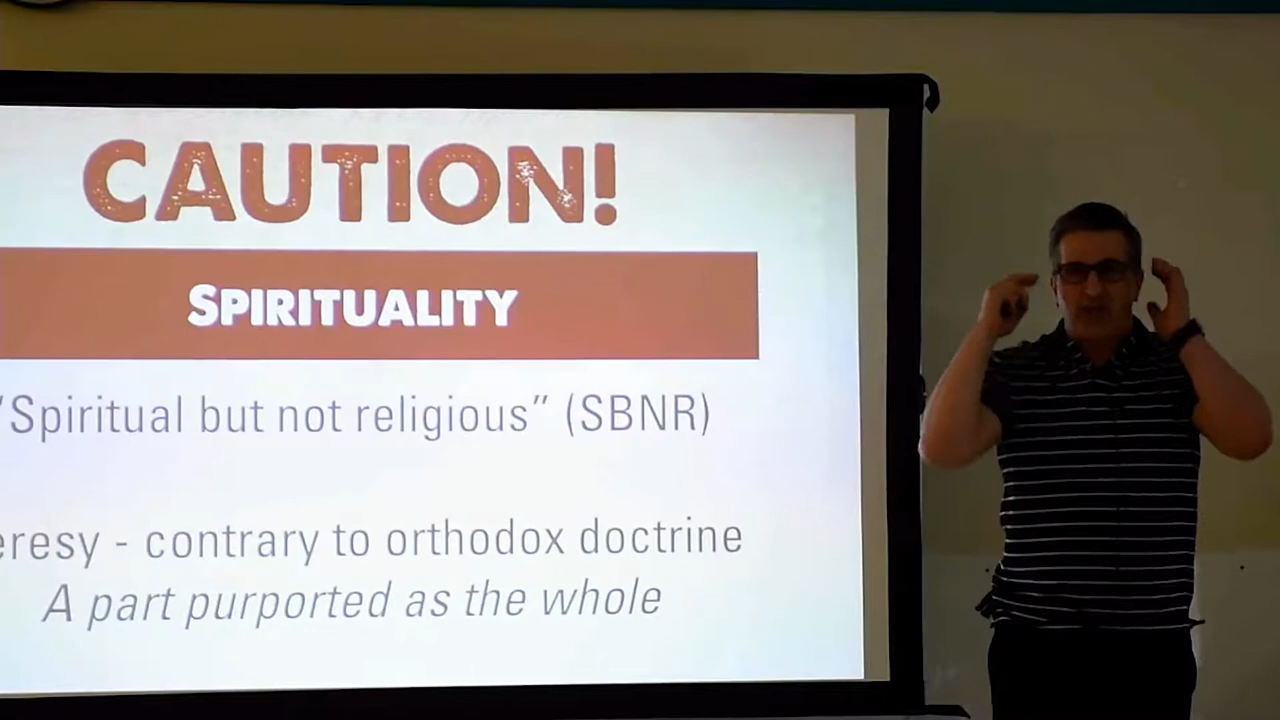 CAUTION!
SPIRITUALITY
"Spiritual but not religious" (SBNR)
eresy - contrary to orthodox doctrine
A part purported as the whole